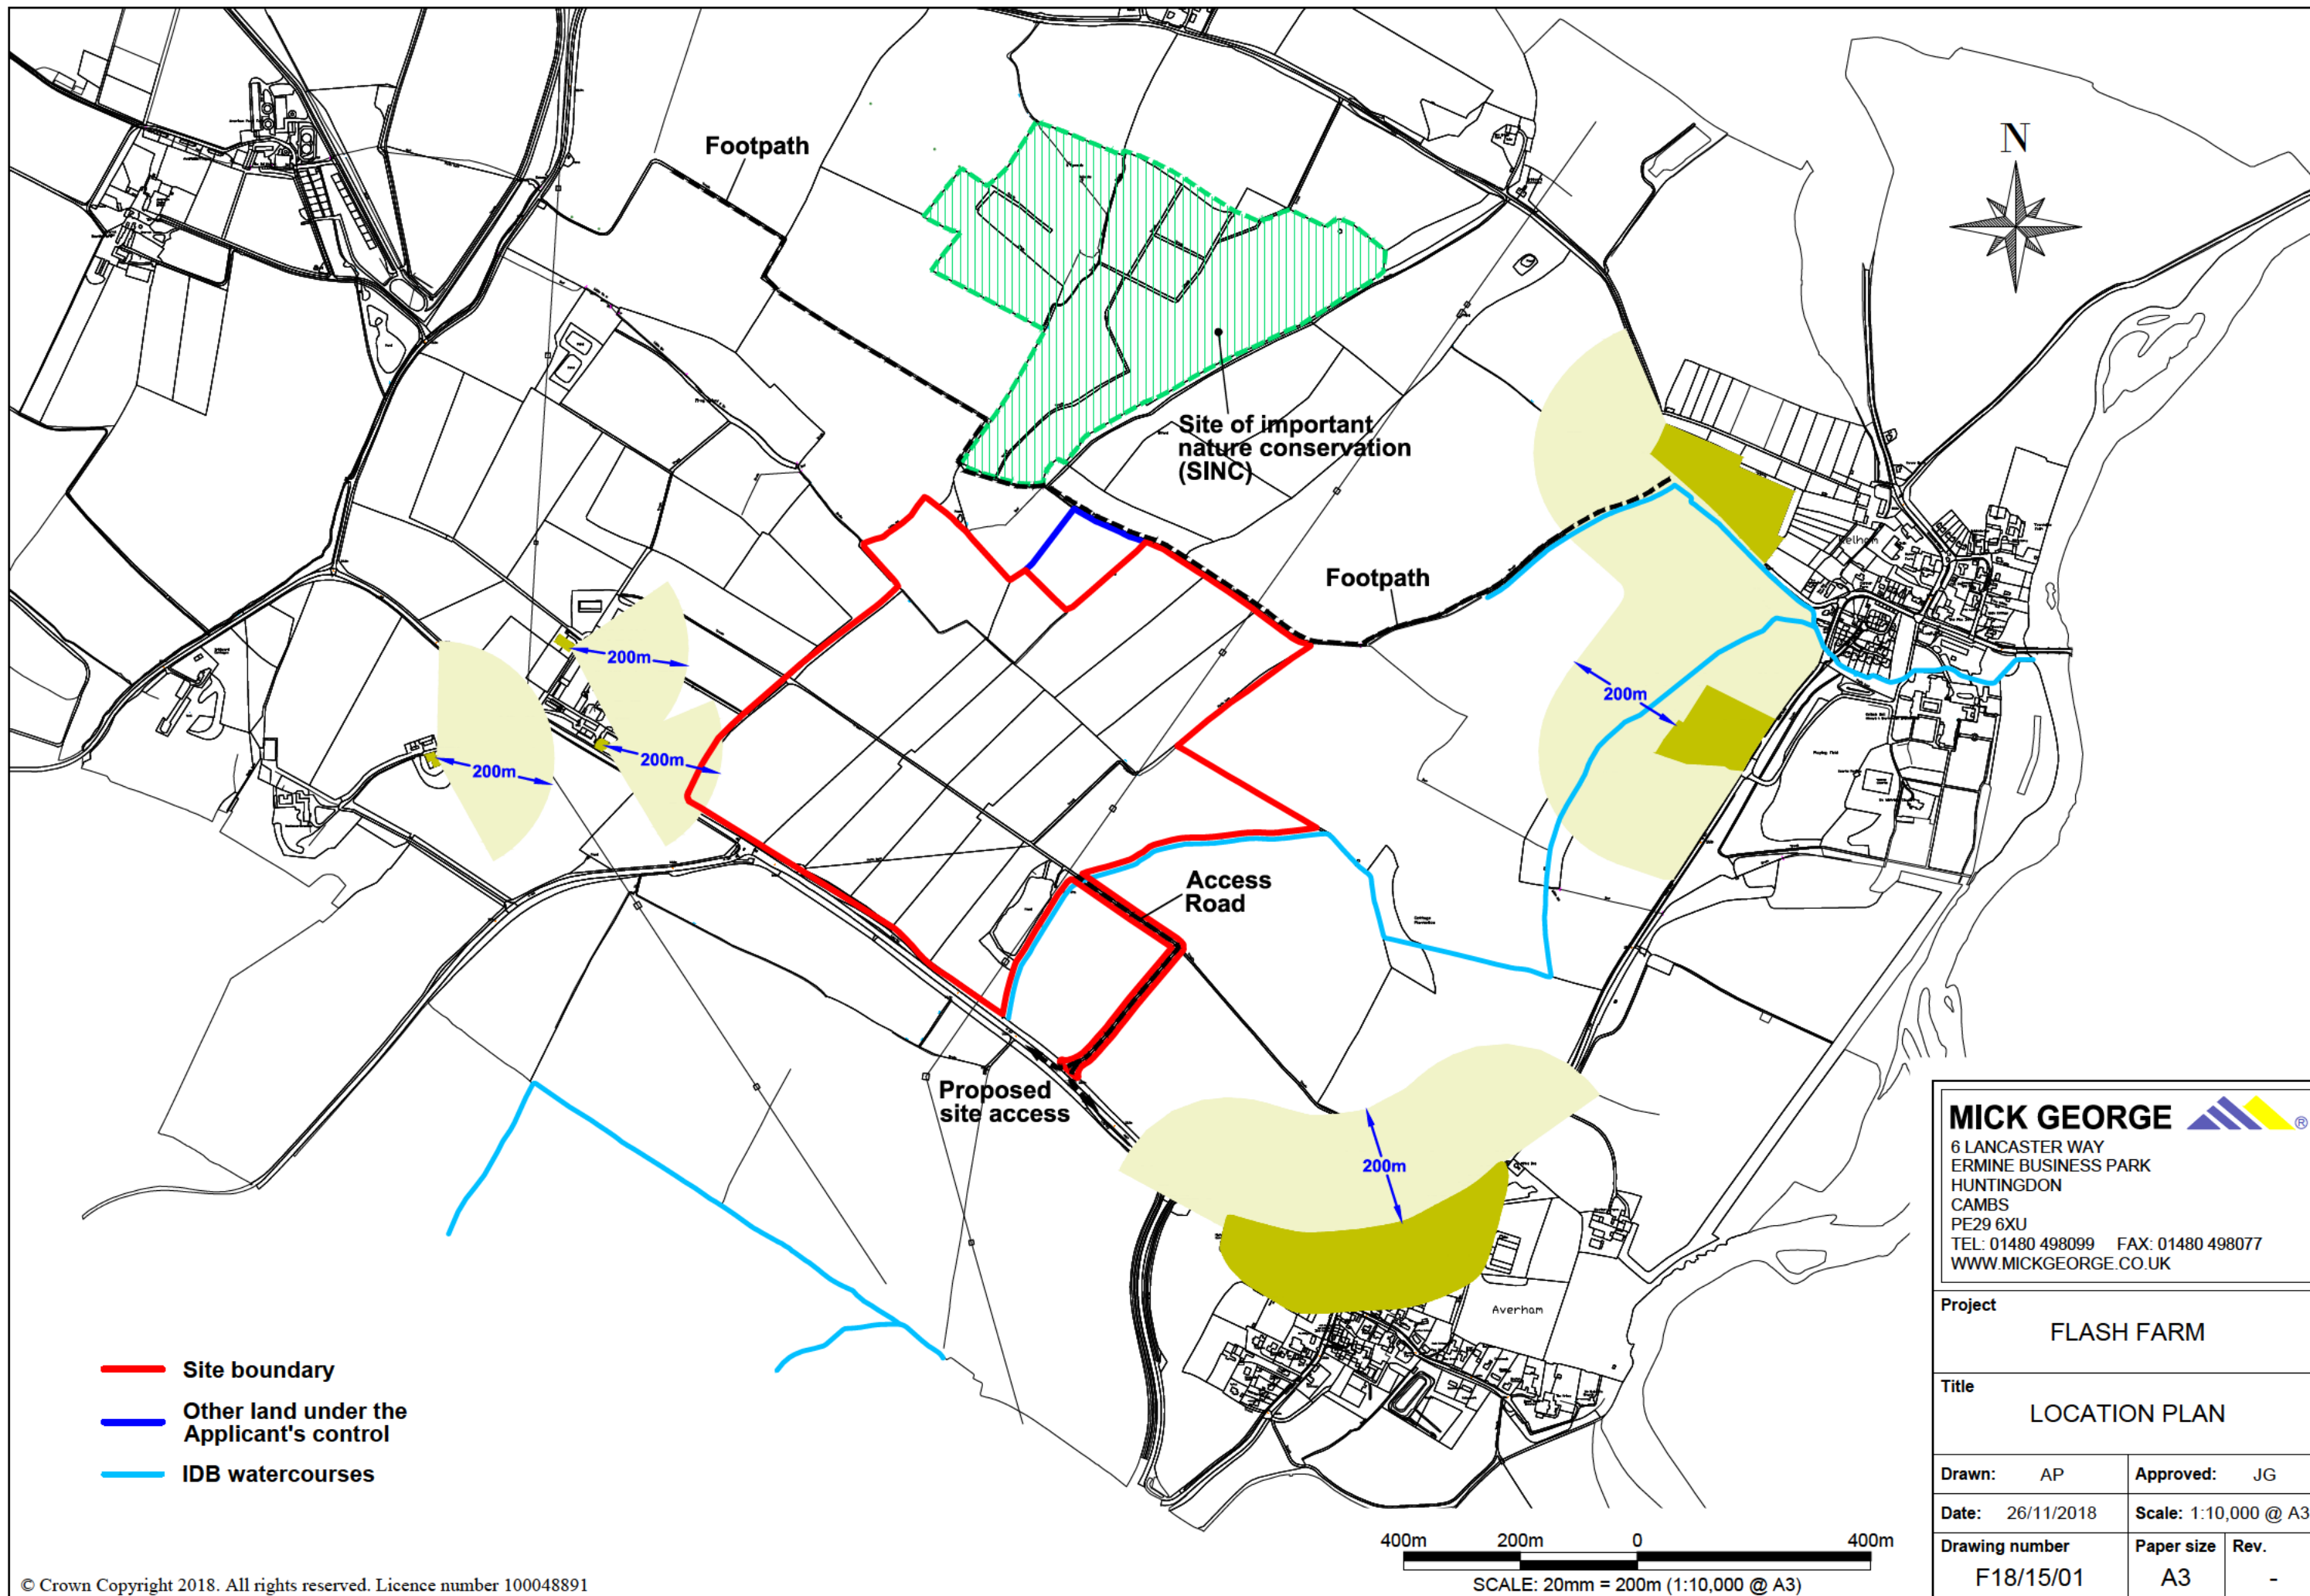 Footpath
N
Site of important
nature conservation
(SINC)
Kelham
Footpath
200m
200m
200m
200m
Access
Road
Proposed
site access
200m
Averham
Site boundary
Other land under the
Applicant's control
IDB watercourses
MICK GEORGE ®
6 LANCASTER WAY
ERMINE BUSINESS PARK
HUNTINGDON
CAMBS
PE29 6XU
TEL: 01480 498099 FAX: 01480 498077
WWW.MICKGEORGE.CO.UK
Project
FLASH FARM
Title
LOCATION PLAN
Drawn: AP Approved: JG
Date: 26/11/2018 Scale: 1:10,000 @ A3
Drawing number Paper size Rev.
F18/15/01 A3 -
400m 200m 0 400m
SCALE: 20mm = 200m (1:10,000 @ A3)
© Crown Copyright 2018. All rights reserved. Licence number 100048891